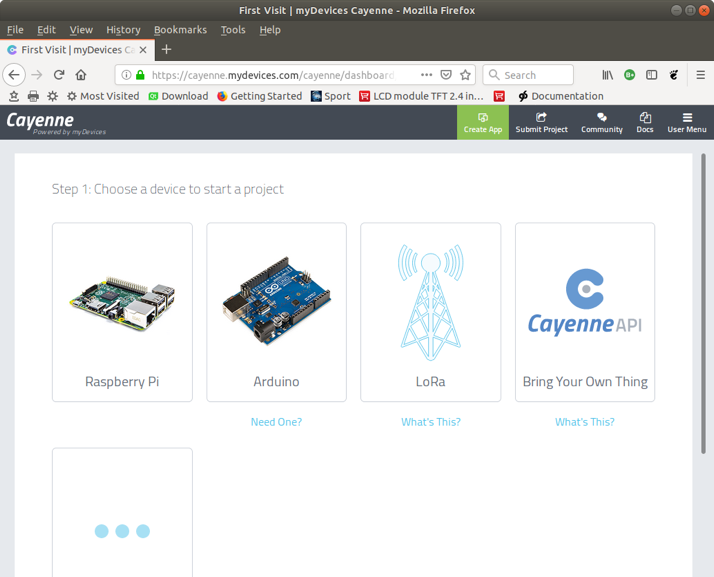 First Visit | myDevices Cayenne - Mozilla Firefox
File Edit View History Bookmarks Tools Help
First Visit | myDevices Ca
https://cayenne.mydevices.com/cayenne/dashboard
Search
Most Visited Download Getting Started Sport LCD module TFT 2.4 in... Documentation
Cayenne
Powered by myDevices
Create App Submit Project Community Docs User Menu
Step 1: Choose a device to start a project
Cayenne API
Raspberry Pi Arduino LoRa Bring Your Own Thing
Need One? What's This? What's This?